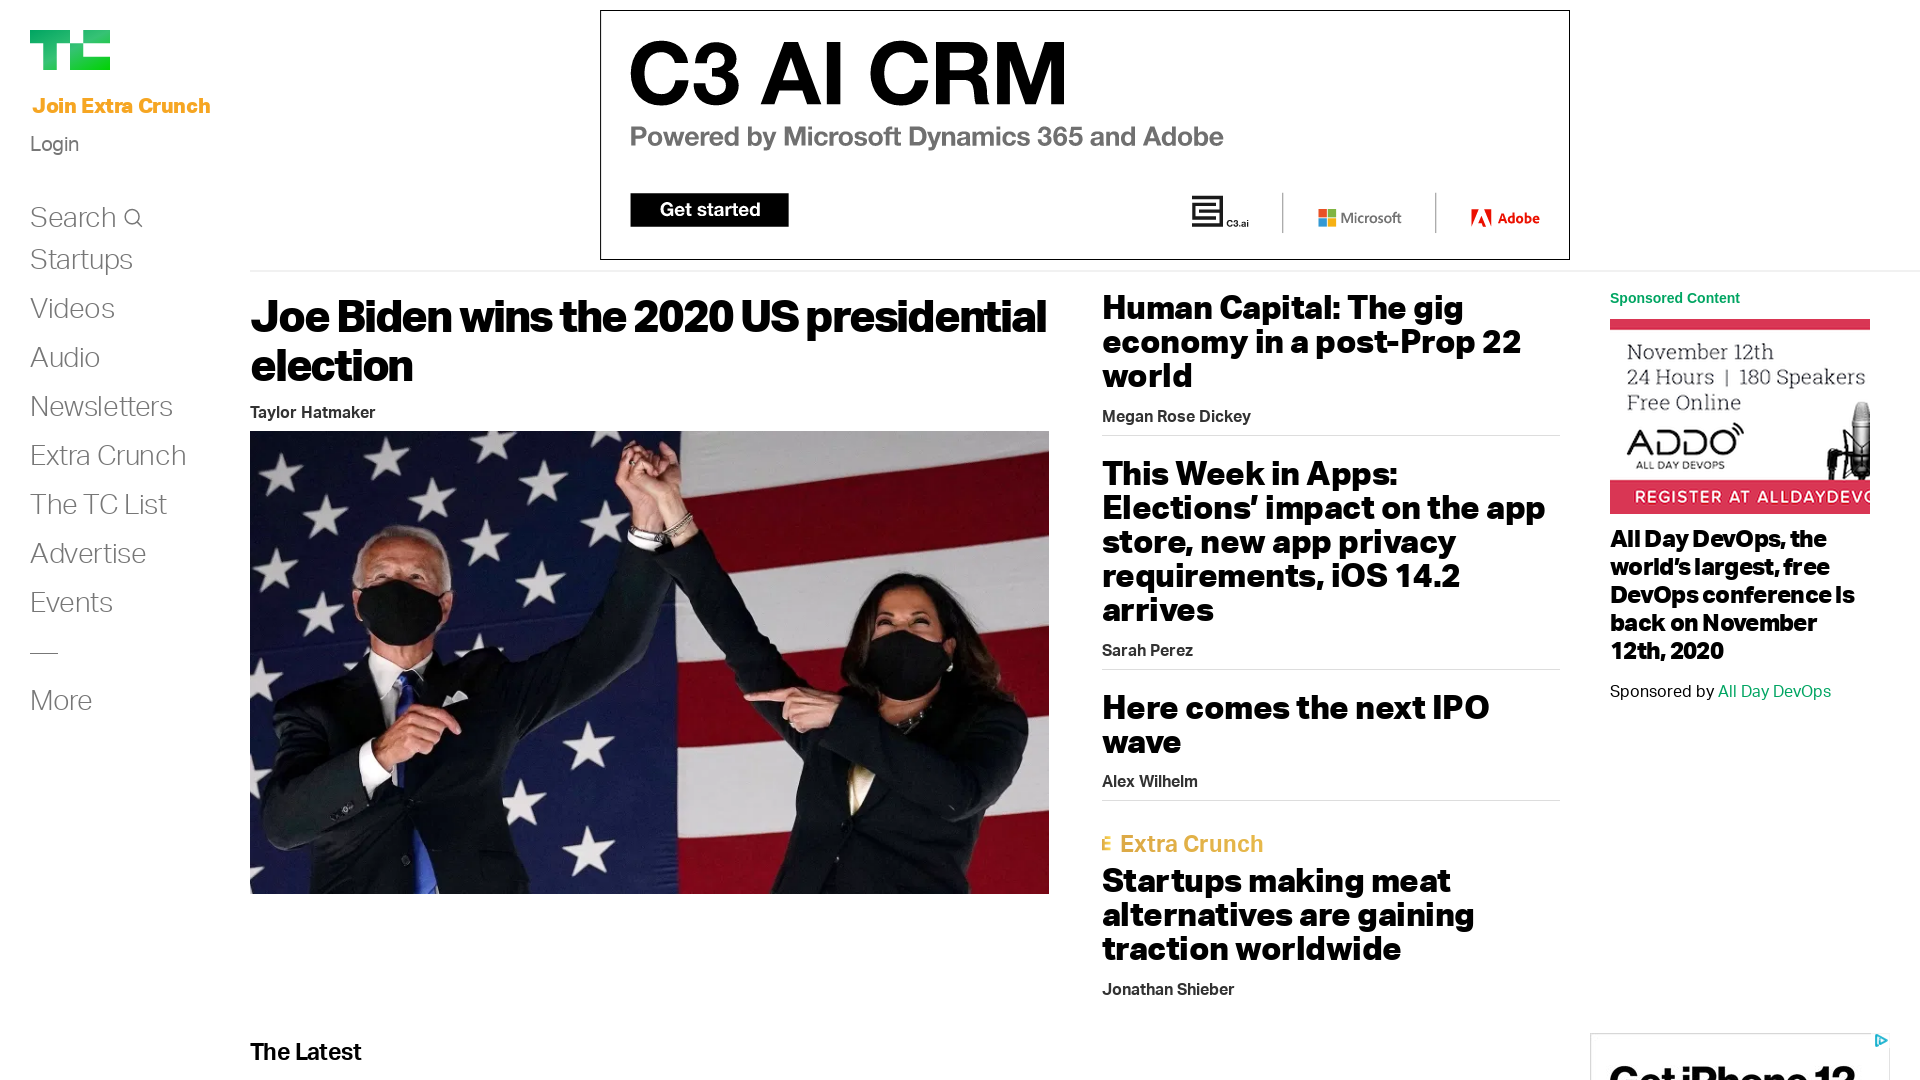 TC
Join Extra Crunch
Login
Search
Startups
Videos
Audio
Newsletters
Extra Crunch
The TC List
Advertise
Events
—
More
C3 AI CRM
Powered by Microsoft Dynamics 365 and Adobe
Get started
C3.ai
Microsoft
Adobe
Joe Biden wins the 2020 US presidential
election
Taylor Hatmaker
Human Capital: The gig
economy in a post-Prop 22
world
Megan Rose Dickey
This Week in Apps:
Elections’ impact on the app
store, new app privacy
requirements, iOS 14.2
arrives
Sarah Perez
Here comes the next IPO
wave
Alex Wilhelm
Extra Crunch
Startups making meat
alternatives are gaining
traction worldwide
Jonathan Shieber
Sponsored Content
November 12th
24 Hours | 180 Speakers
Free Online
ADDO
ALL DAY DEVOPS
REGISTER AT ALLDAYDEVO
All Day DevOps, the
world’s largest, free
DevOps conference Is
back on November
12th, 2020
Sponsored by All Day DevOps
The Latest
Get iPhone 12